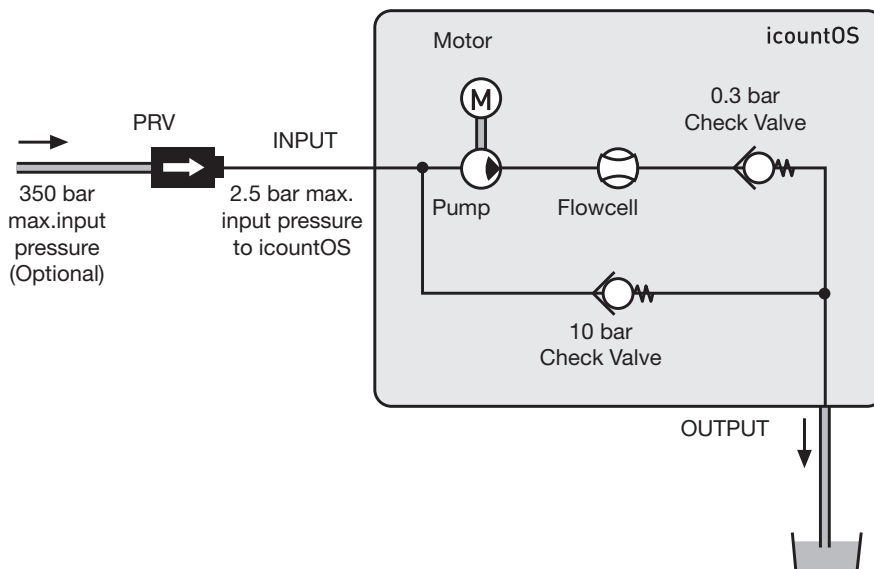 icountOS
Motor
M
0.3 bar
Check Valve
PRV
INPUT
350 bar
max.input
pressure
(Optional)
2.5 bar max.
input pressure
to icountOS
Pump
Flowcell
10 bar
Check Valve
OUTPUT